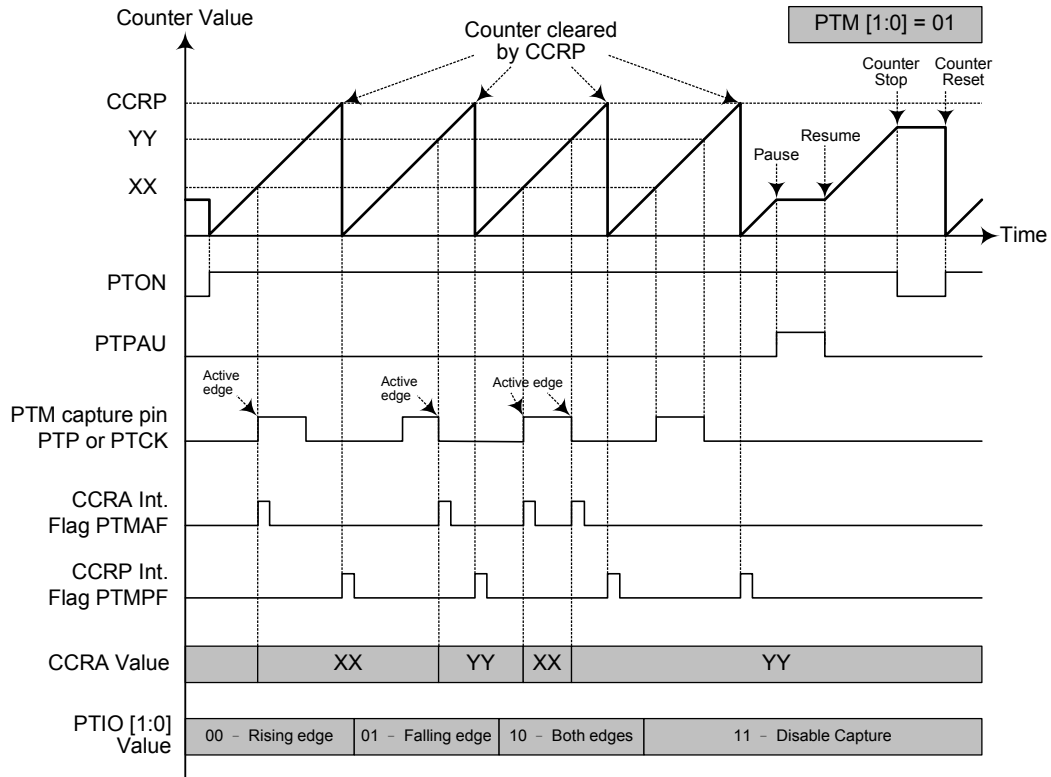 Counter Value
PTM [1:0] = 01
Counter cleared
by CCRP
Counter
Stop
Counter
Reset
CCRP
YY
XX
Pause
Resume
Time
PTON
PTPAU
Active
edge
Active
edge
Active edge
PTM capture pin
PTP or PTCK
CCRA Int.
Flag PTMAF
CCRP Int.
Flag PTMPF
CCRA Value
XX
YY
XX
YY
PTIO [1:0]
Value
00 – Rising edge
01 – Falling edge
10 – Both edges
11 – Disable Capture